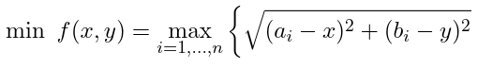 min f(x, y) = max_{i=1,...,n} { √((a_i − x)² + (b_i − y)²)